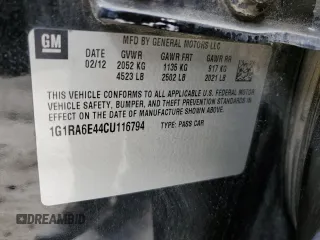 GM
MFD BY GENERAL MOTORS LLC
02/12 GVWR GAWR FRT GAWR RR
2052 KG 1135 KG 917 KG
4523 LB 2502 LB 2021 LB
THIS VEHICLE CONFORMS TO ALL APPLICABLE U.S. FEDERAL MOTOR VEHICLE
SAFETY, BUMPER, AND THEFT PREVENTION STANDARDS IN EFFECT ON THE DATE OF
MANUFACTURE SHOWN ABOVE.
1G1RA6E44CU116794 TYPE: PASS CAR
DREAMBID